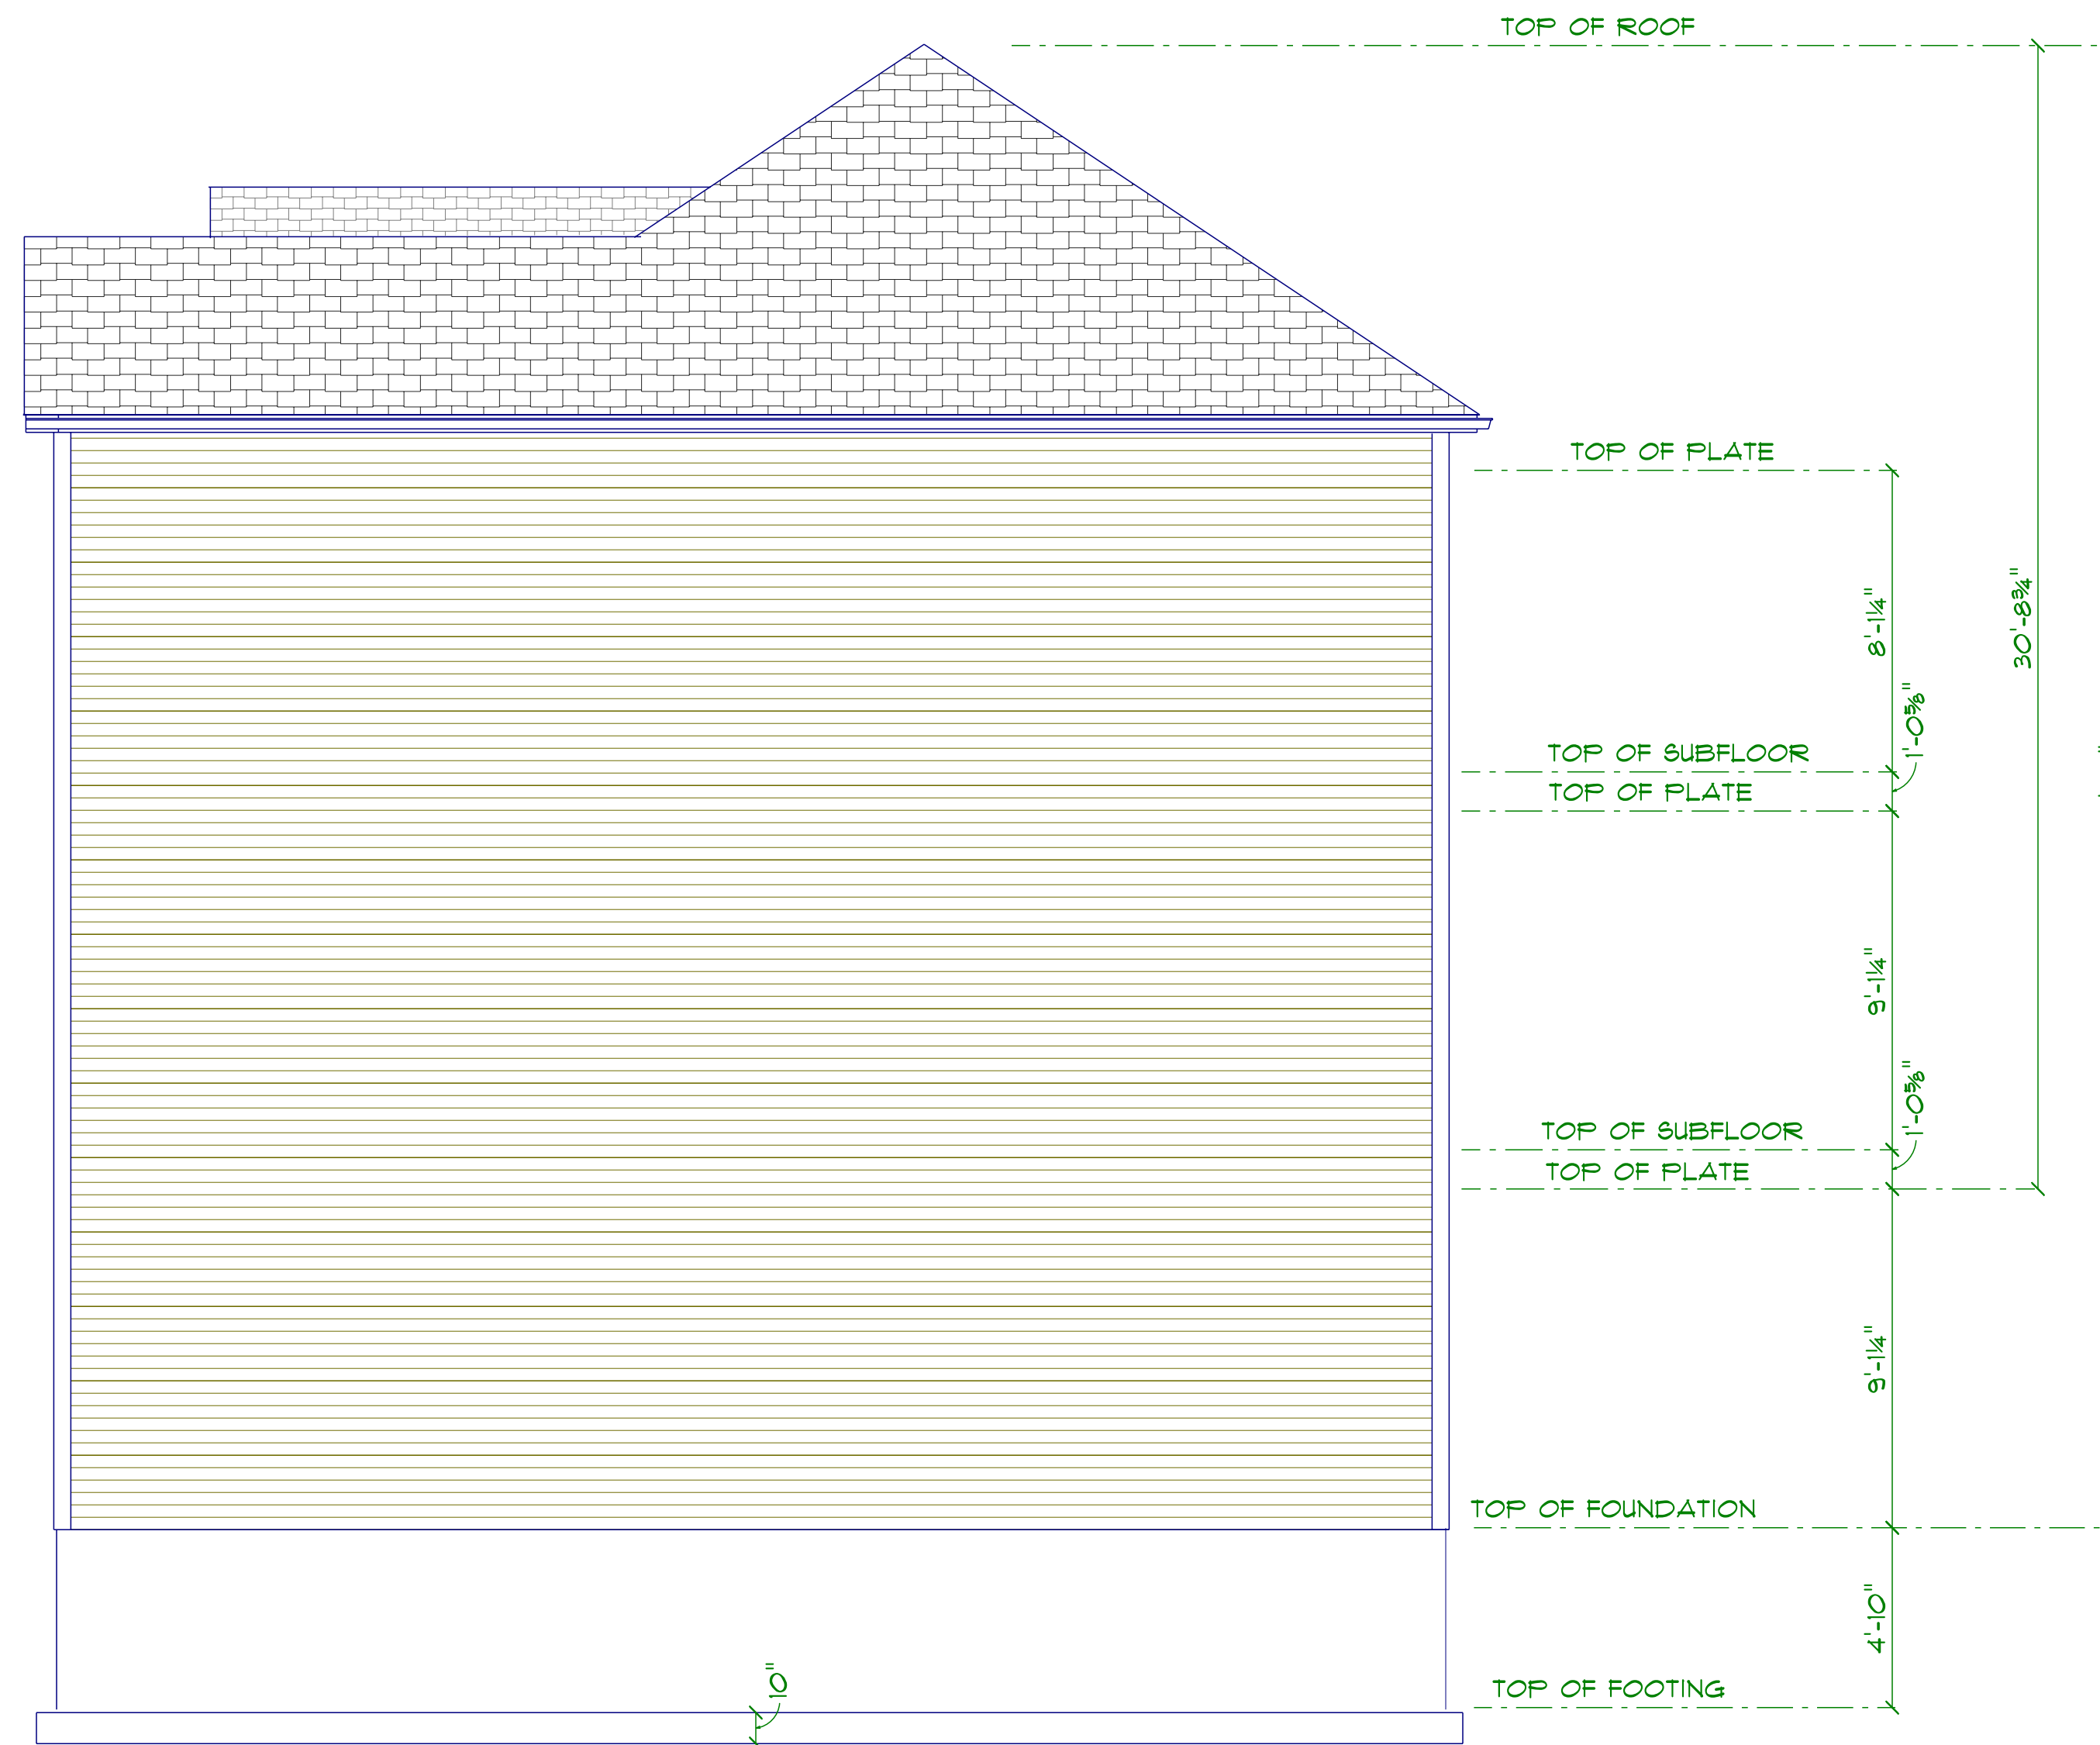 TOP OF ROOF
TOP OF PLATE
8'-1¼"
30'-8¾"
1'-0⅝"
TOP OF SUBFLOOR
TOP OF PLATE
9'-1¼"
1'-0⅝"
TOP OF SUBFLOOR
TOP OF PLATE
9'-1¼"
TOP OF FOUNDATION
4'-10"
10"
TOP OF FOOTING